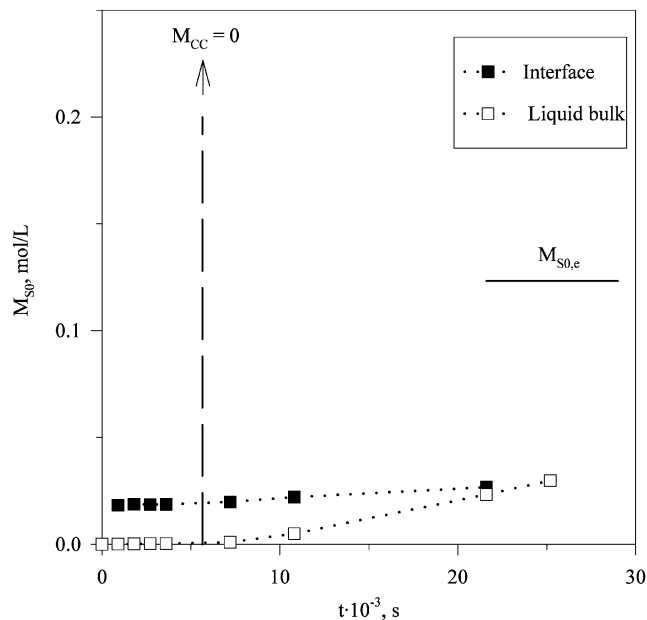 M_CC = 0
Interface
Liquid bulk
0.2
M_S0,e
M_S0, mol/L
0.1
0.0
0
10
20
30
t·10⁻³, s